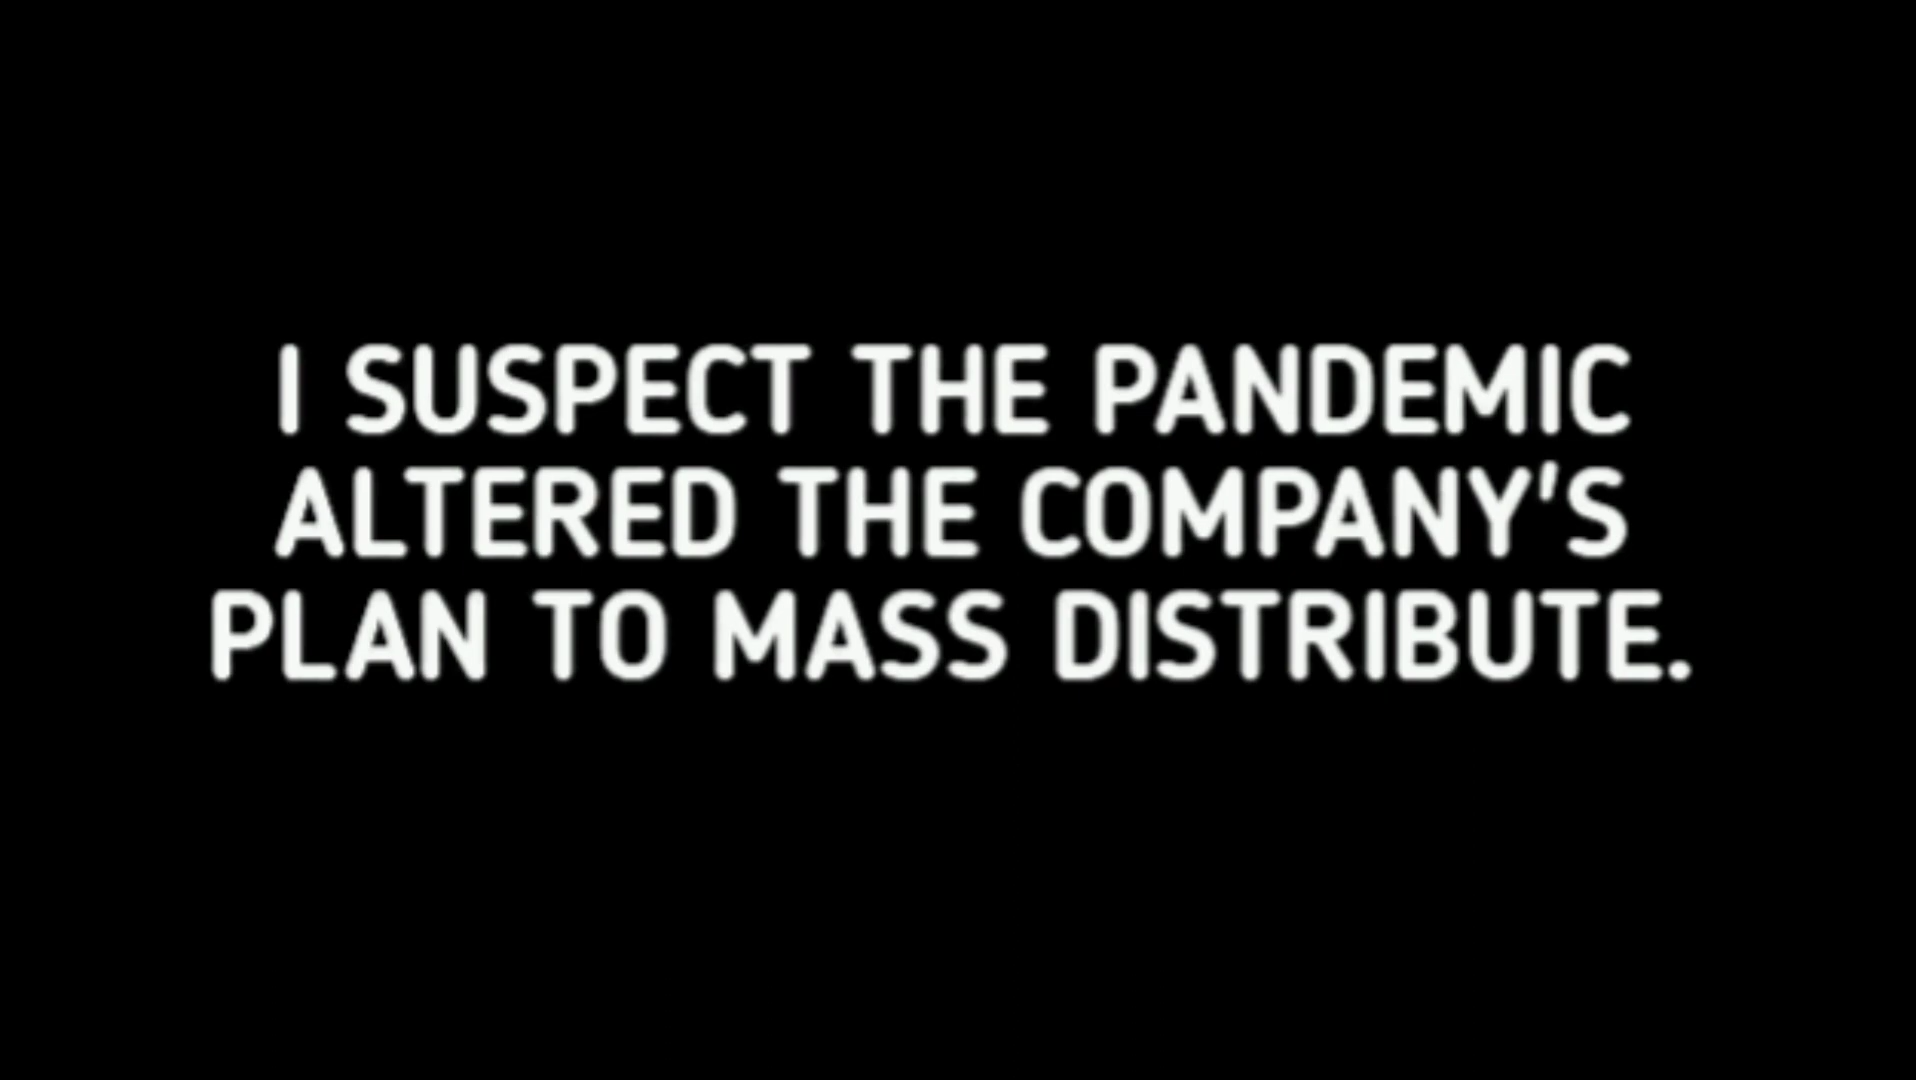 I SUSPECT THE PANDEMIC
ALTERED THE COMPANY'S
PLAN TO MASS DISTRIBUTE.